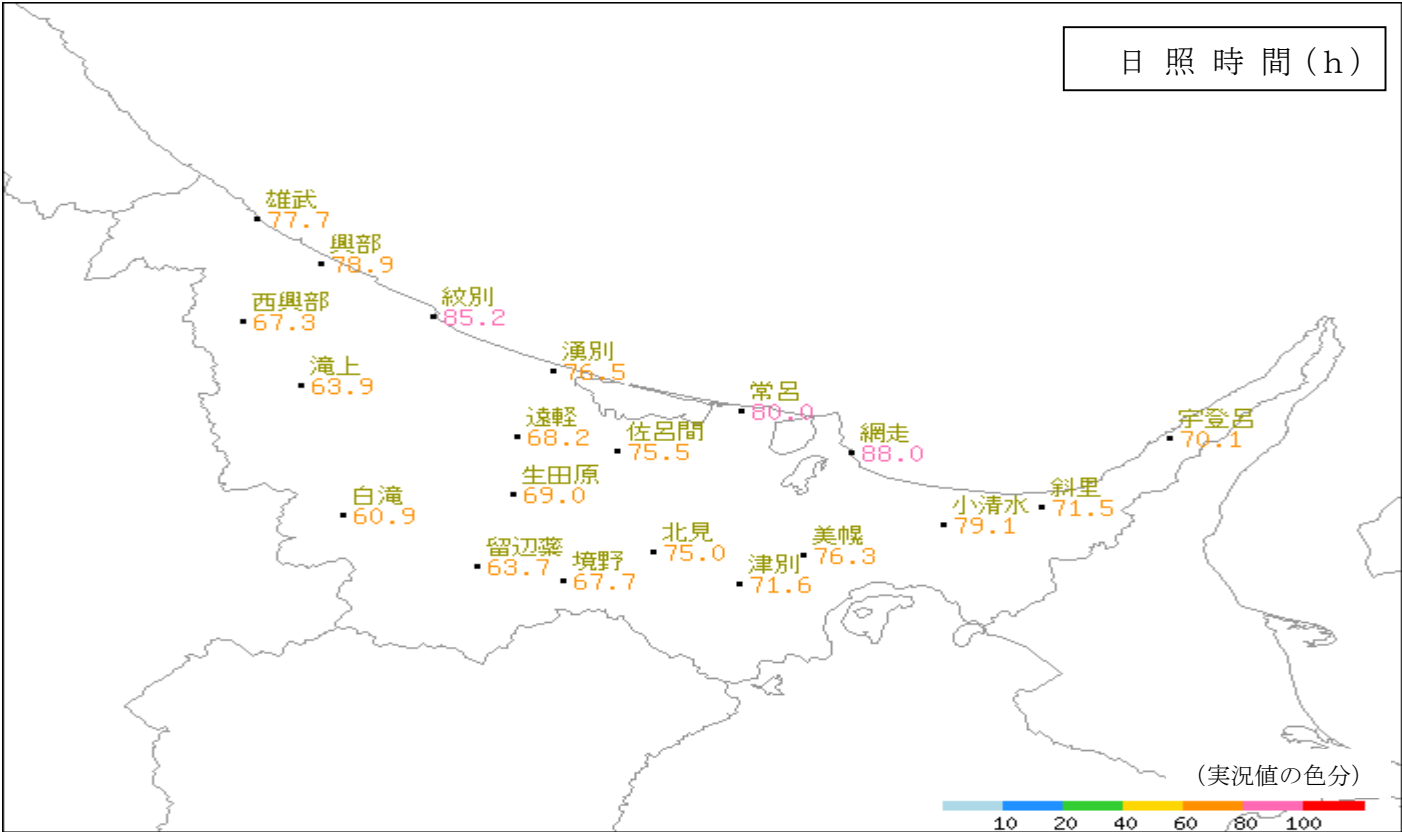 日照時間(h)
雄武
77.7
興部
78.9
西興部
67.3
紋別
85.2
滝上
63.9
湧別
76.5
常呂
80.0
遠軽
68.2
佐呂間
75.5
網走
88.0
宇登呂
70.1
生田原
69.0
白滝
60.9
小清水
79.1
斜里
71.5
留辺蘂
63.7
境野
67.7
北見
75.0
津別
71.6
美幌
76.3
(実況値の色分)
10 20 40 60 80 100